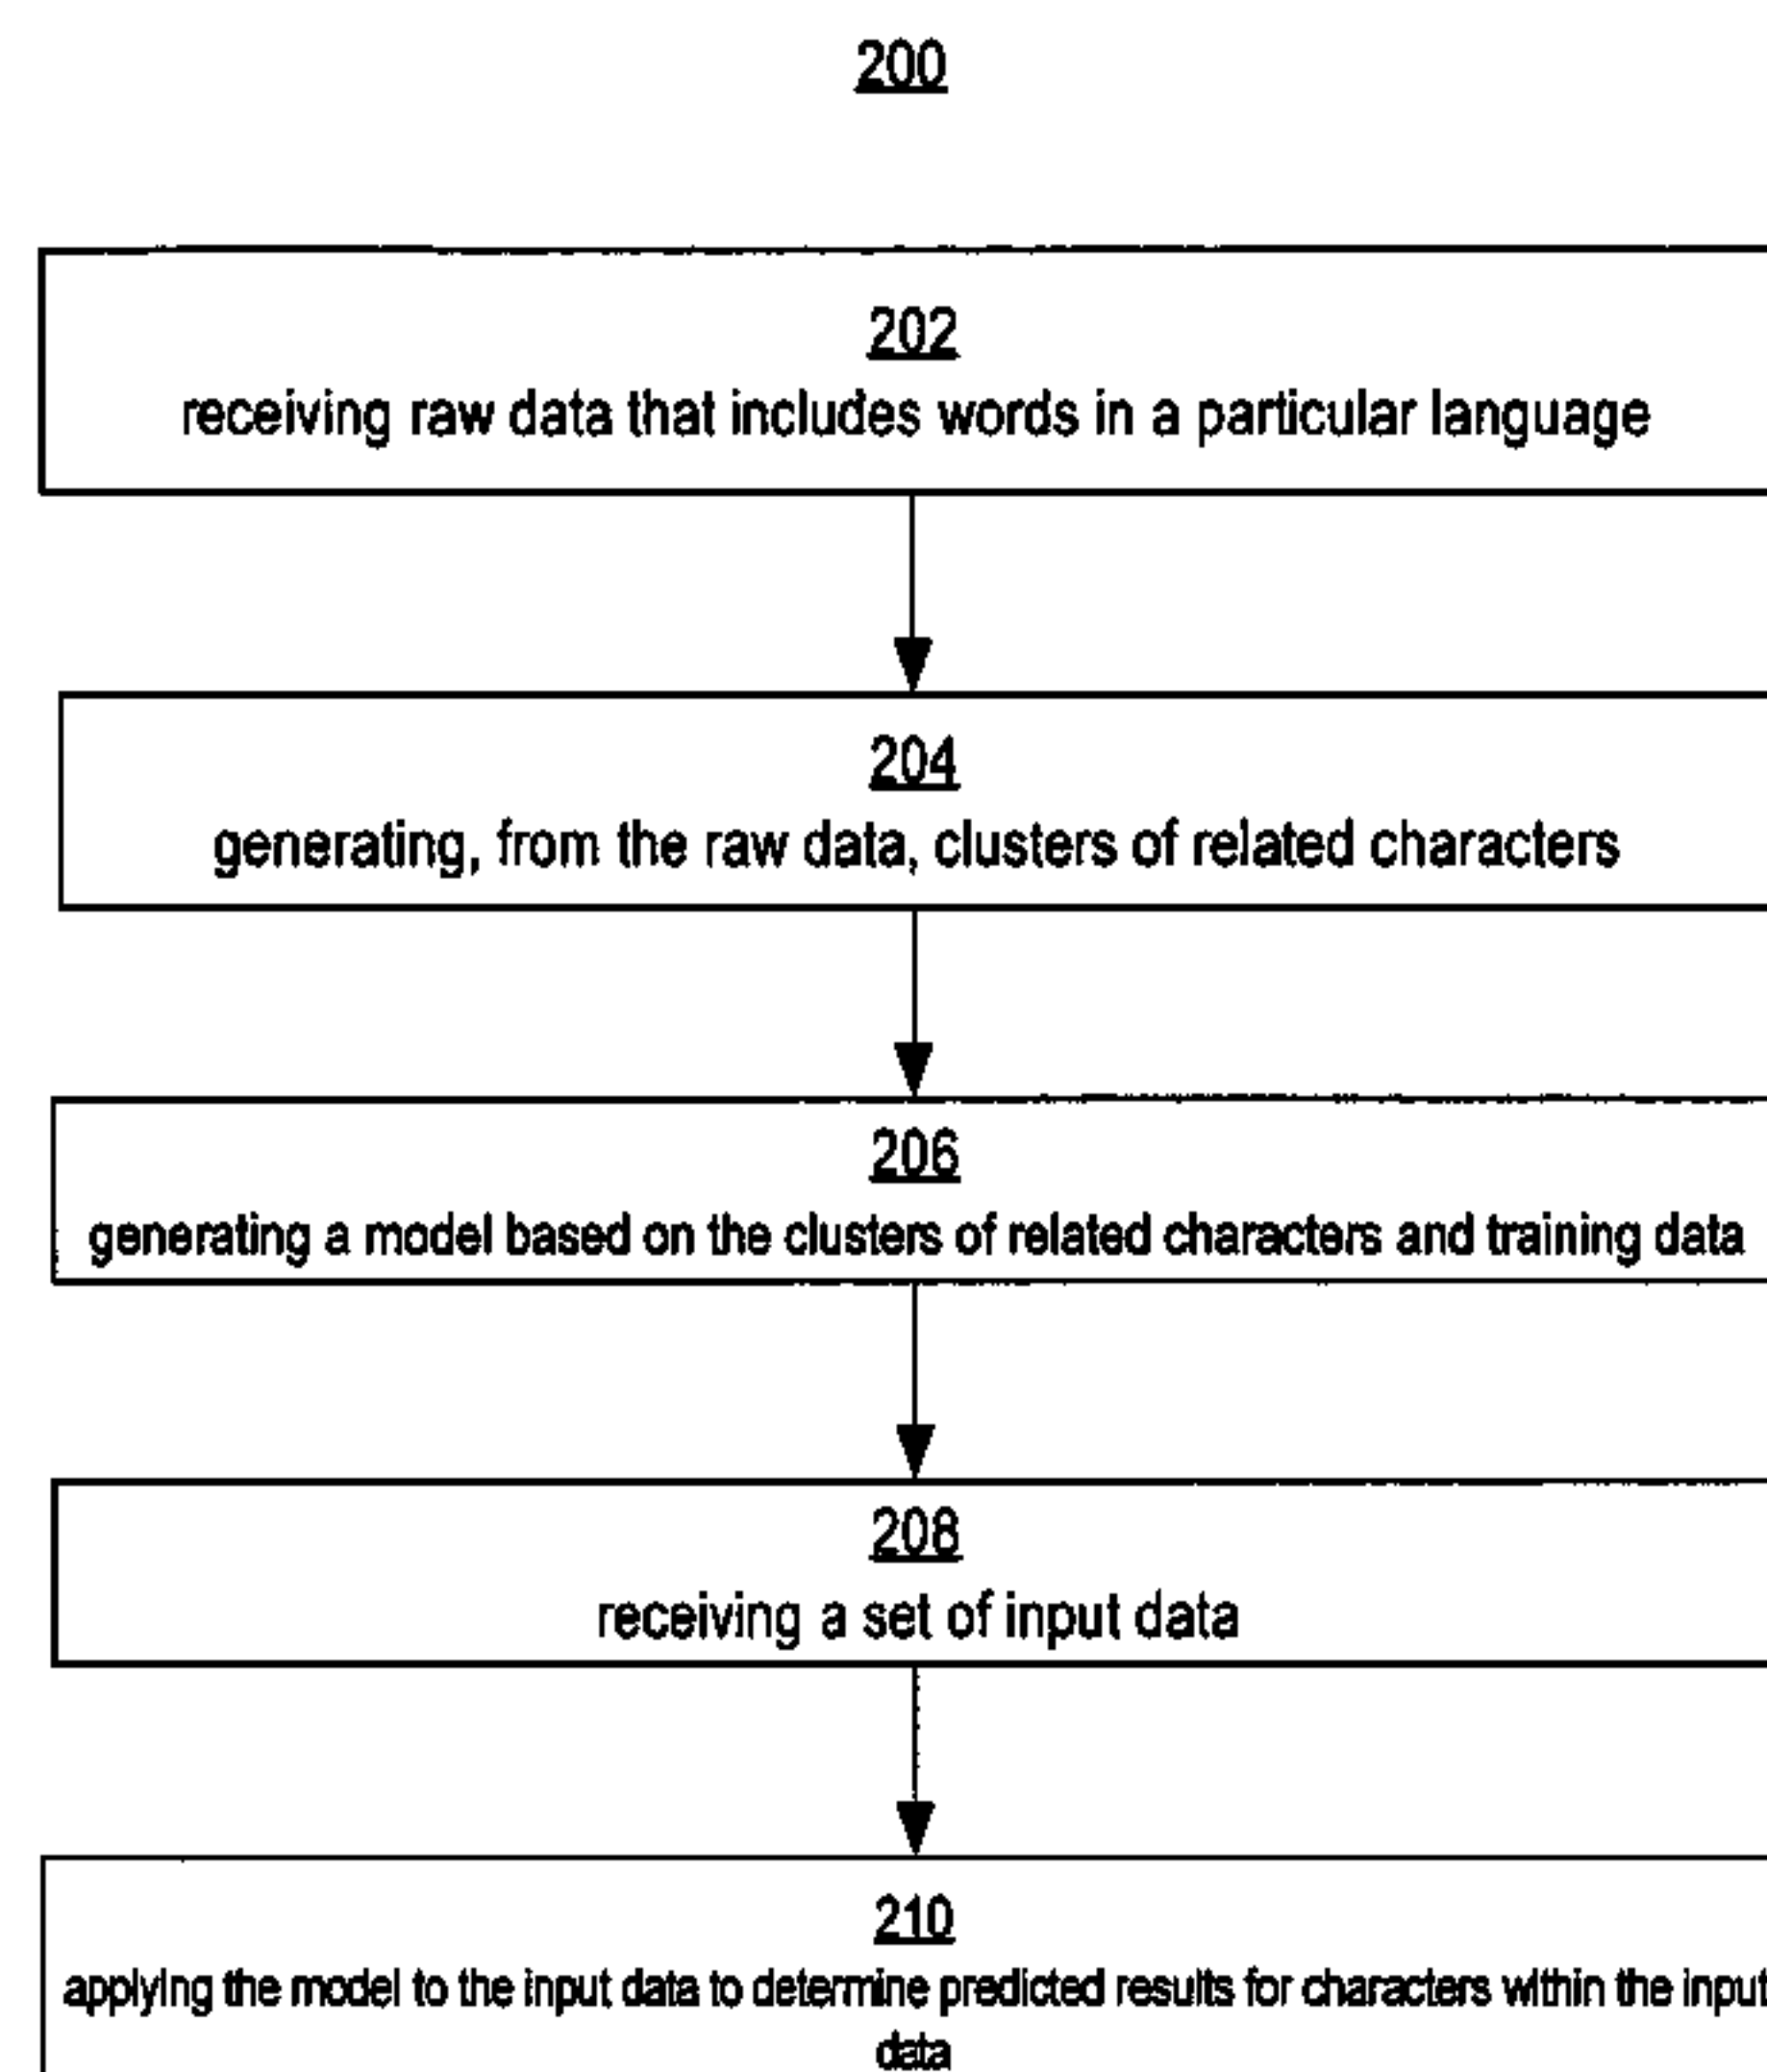 200
202
receiving raw data that includes words in a particular language
204
generating, from the raw data, clusters of related characters
206
generating a model based on the clusters of related characters and training data
208
receiving a set of input data
210
applying the model to the input data to determine predicted results for characters within the input
data